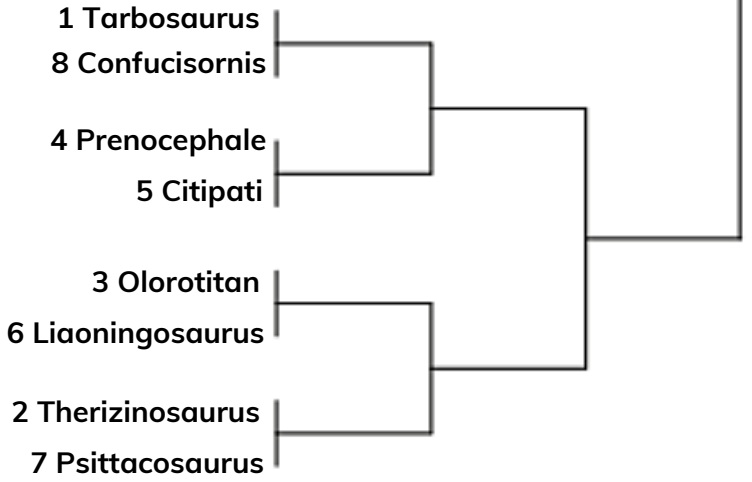 1 Tarbosaurus
8 Confucisornis
4 Prenocephale
5 Citipati
3 Olorotitan
6 Liaoningosaurus
2 Therizinosaurus
7 Psittacosaurus